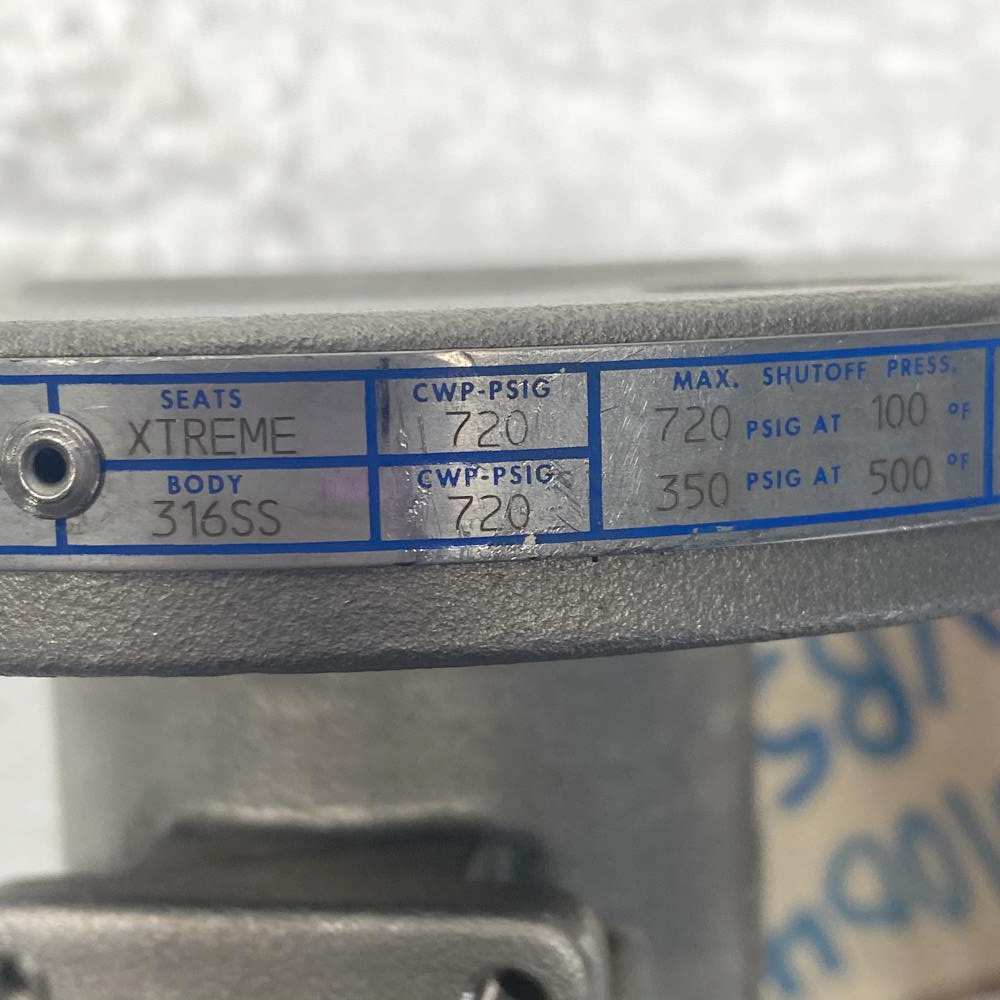 SEATS
XTREME
BODY
316SS
CWP-PSIG
720
CWP-PSIG
720
MAX. SHUTOFF PRESS.
720 PSIG AT 100 °F
350 PSIG AT 500 °F